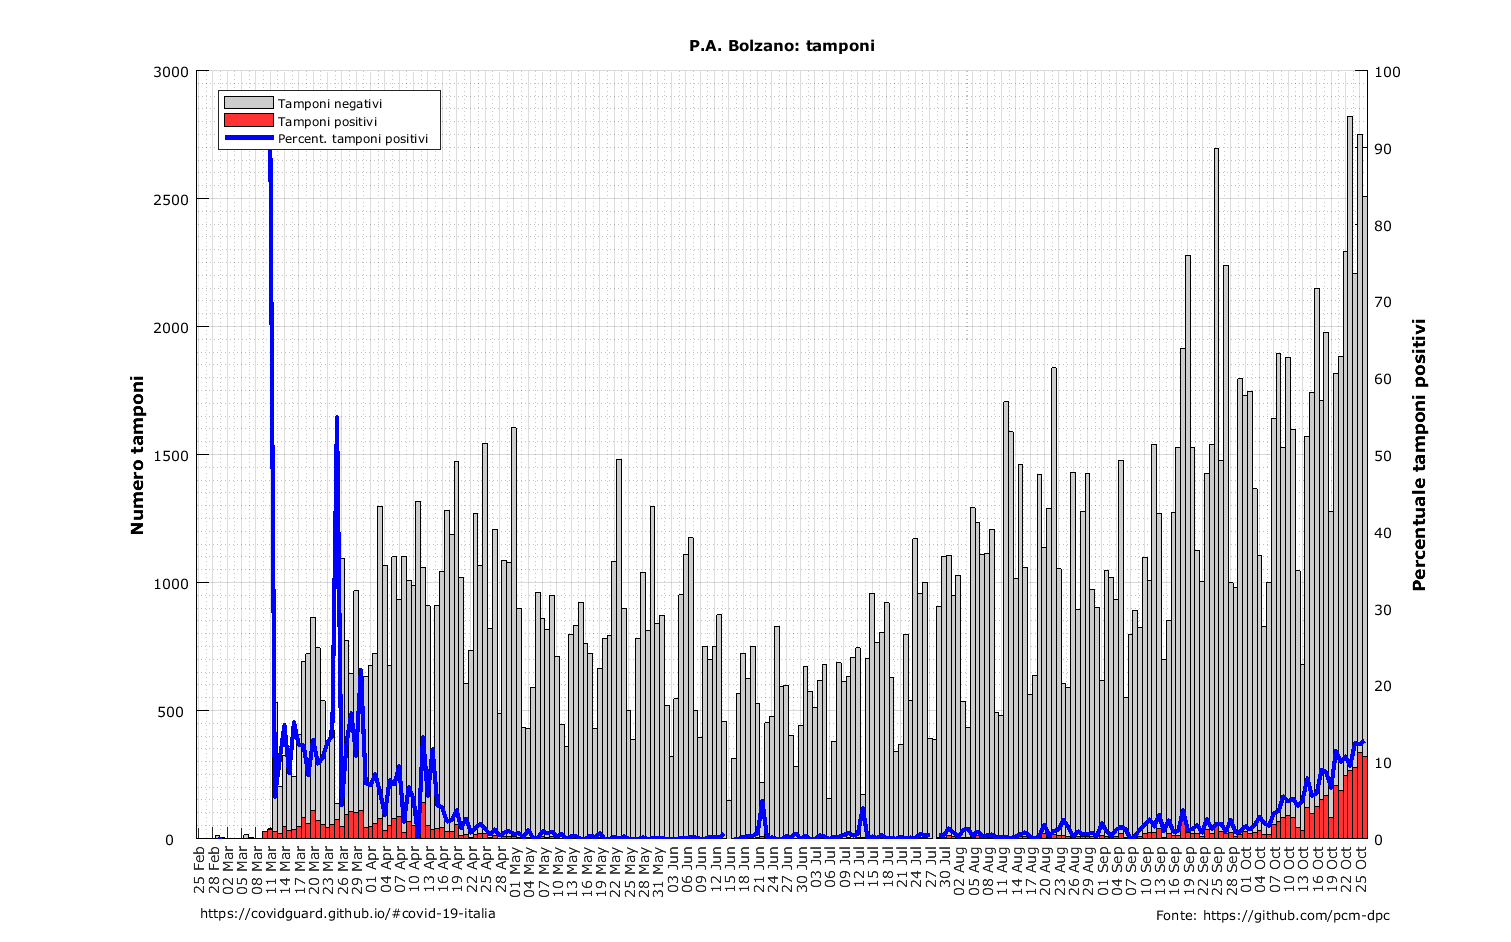 P.A. Bolzano: tamponi
Tamponi negativi
Tamponi positivi
Percent. tamponi positivi
Numero tamponi
3000
2500
2000
1500
1000
500
0
Percentuale tamponi positivi
100
90
80
70
60
50
40
30
20
10
0
25 Feb
28 Feb
02 Mar
05 Mar
08 Mar
11 Mar
14 Mar
17 Mar
20 Mar
23 Mar
26 Mar
29 Mar
01 Apr
04 Apr
07 Apr
10 Apr
13 Apr
16 Apr
19 Apr
22 Apr
25 Apr
28 Apr
01 May
04 May
07 May
10 May
13 May
16 May
19 May
22 May
25 May
28 May
31 May
03 Jun
06 Jun
09 Jun
12 Jun
15 Jun
18 Jun
21 Jun
24 Jun
27 Jun
30 Jun
03 Jul
06 Jul
09 Jul
12 Jul
15 Jul
18 Jul
21 Jul
24 Jul
27 Jul
30 Jul
02 Aug
05 Aug
08 Aug
11 Aug
14 Aug
17 Aug
20 Aug
23 Aug
26 Aug
29 Aug
01 Sep
04 Sep
07 Sep
10 Sep
13 Sep
16 Sep
19 Sep
22 Sep
25 Sep
28 Sep
01 Oct
04 Oct
07 Oct
10 Oct
13 Oct
16 Oct
19 Oct
22 Oct
25 Oct
https://covidguard.github.io/#covid-19-italia
Fonte: https://github.com/pcm-dpc